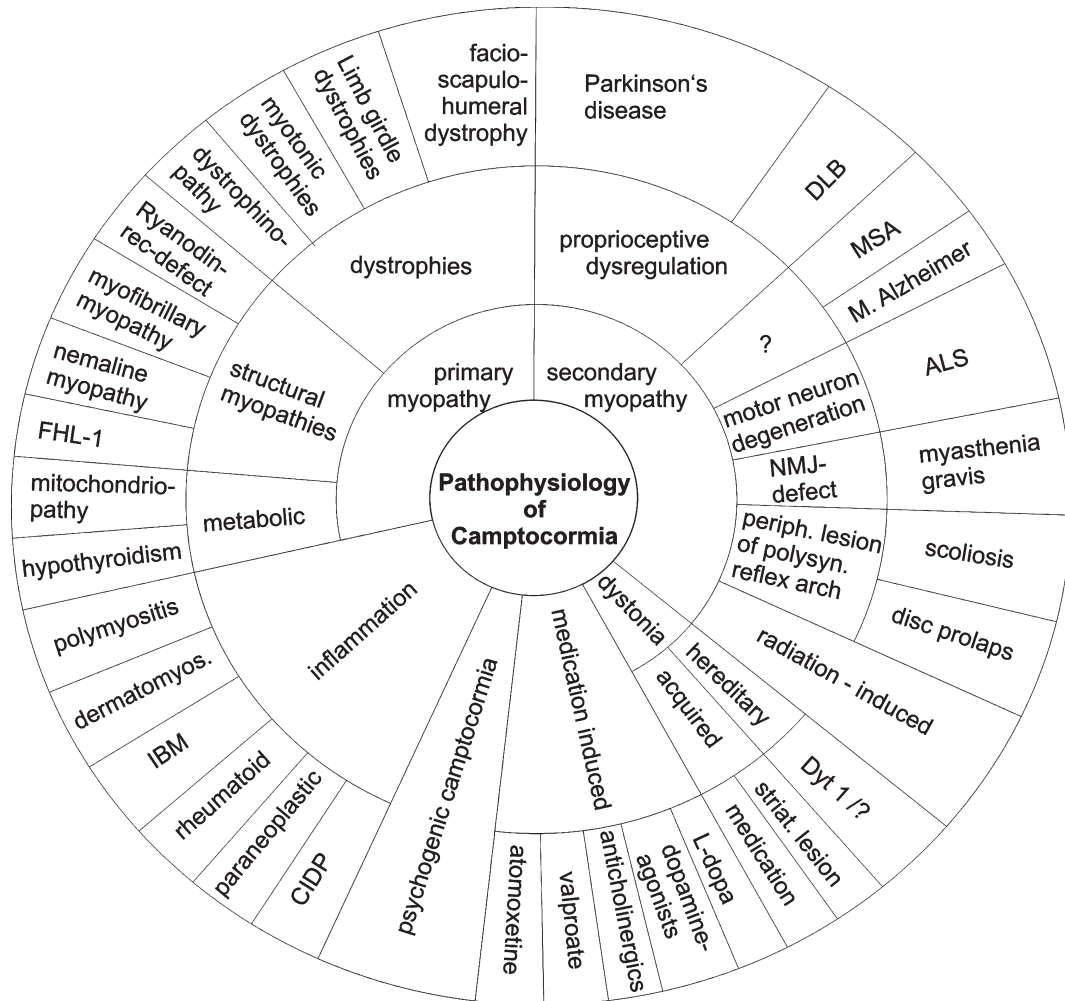 Pathophysiology
of
Camptocormia
primary
myopathy
secondary
myopathy
dystrophies
proprioceptive
dysregulation
?
motor neuron
degeneration
NMJ-
defect
periph. lesion
of polysyn.
reflex arch
dystonia
hereditary
acquired
medication induced
psychogenic camptocormia
inflammation
metabolic
structural
myopathies
facio-
scapulo-
humeral
dystrophy
Parkinson's
disease
DLB
MSA
M. Alzheimer
ALS
myasthenia
gravis
scoliosis
disc prolaps
radiation - induced
Dyt 1 /?
striat. lesion
medication
L-dopa
dopamine-
agonists
anticholinergics
valproate
atomoxetine
CIDP
paraneoplastic
rheumatoid
IBM
dermatomyos.
polymyositis
hypothyroidism
mitochondrio-
pathy
FHL-1
nemaline
myopathy
myofibrillary
myopathy
Ryanodin-
rec-defect
dystrophino-
pathy
myotonic
dystrophies
Limb girdle
dystrophies